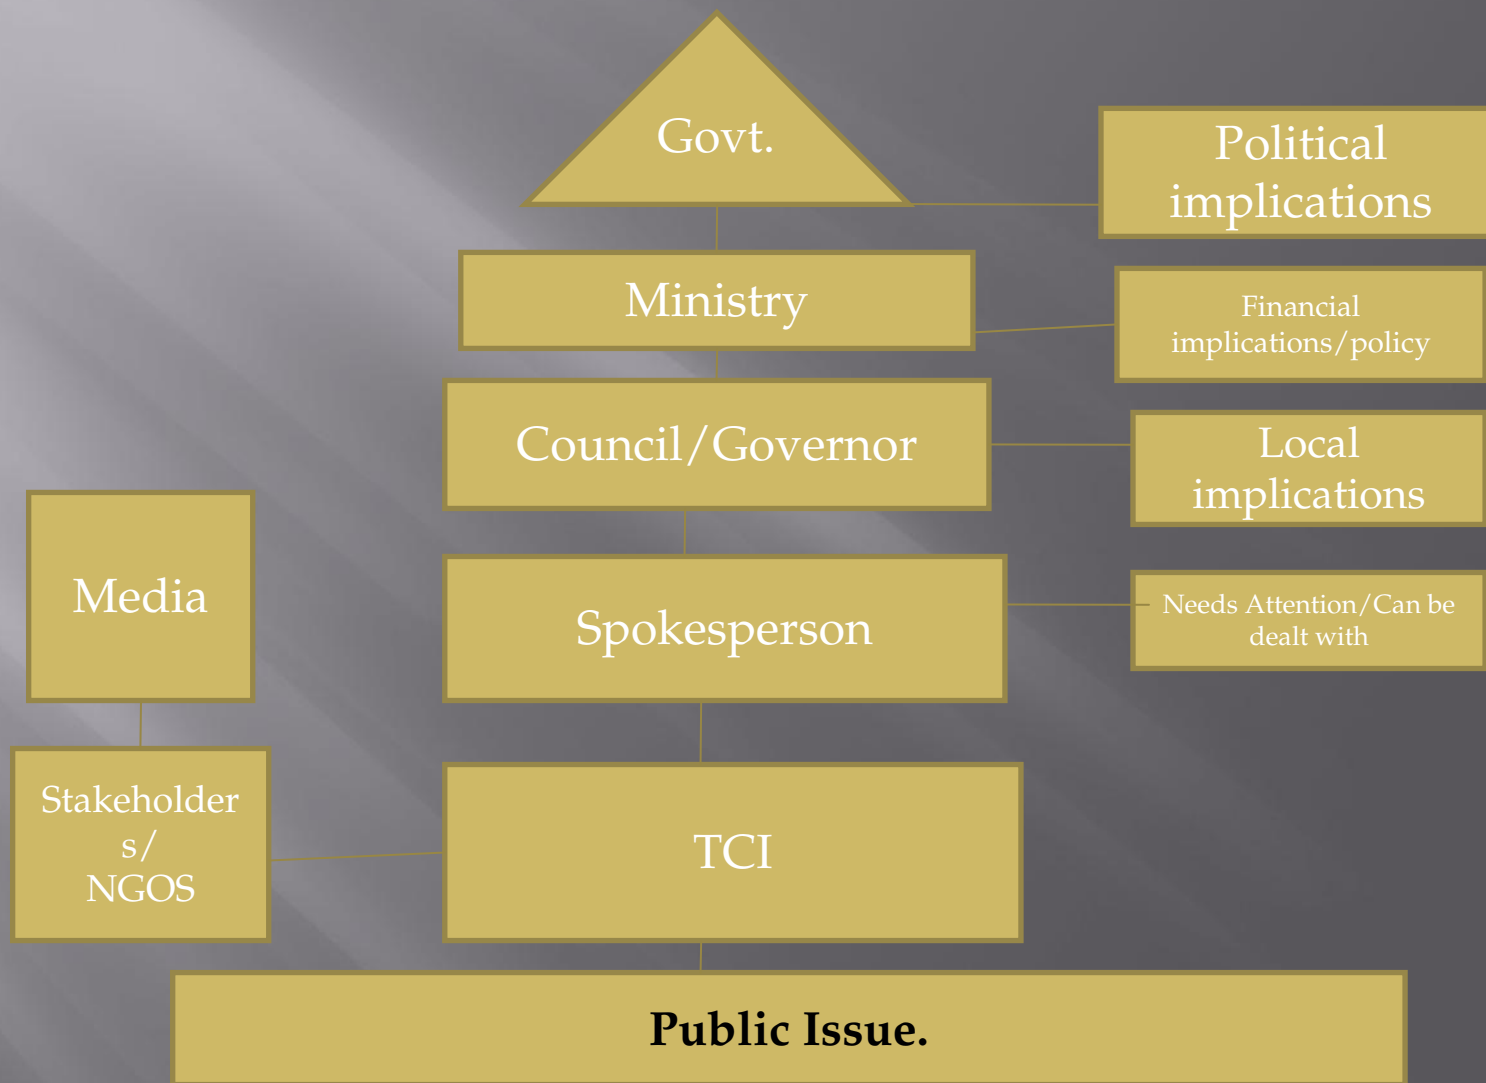 Govt.
Political
implications
Ministry
Financial
implications/policy
Council/Governor
Local
implications
Media
Spokesperson
Needs Attention/Can be
dealt with
Stakeholder
s/
NGOS
TCI
Public Issue.